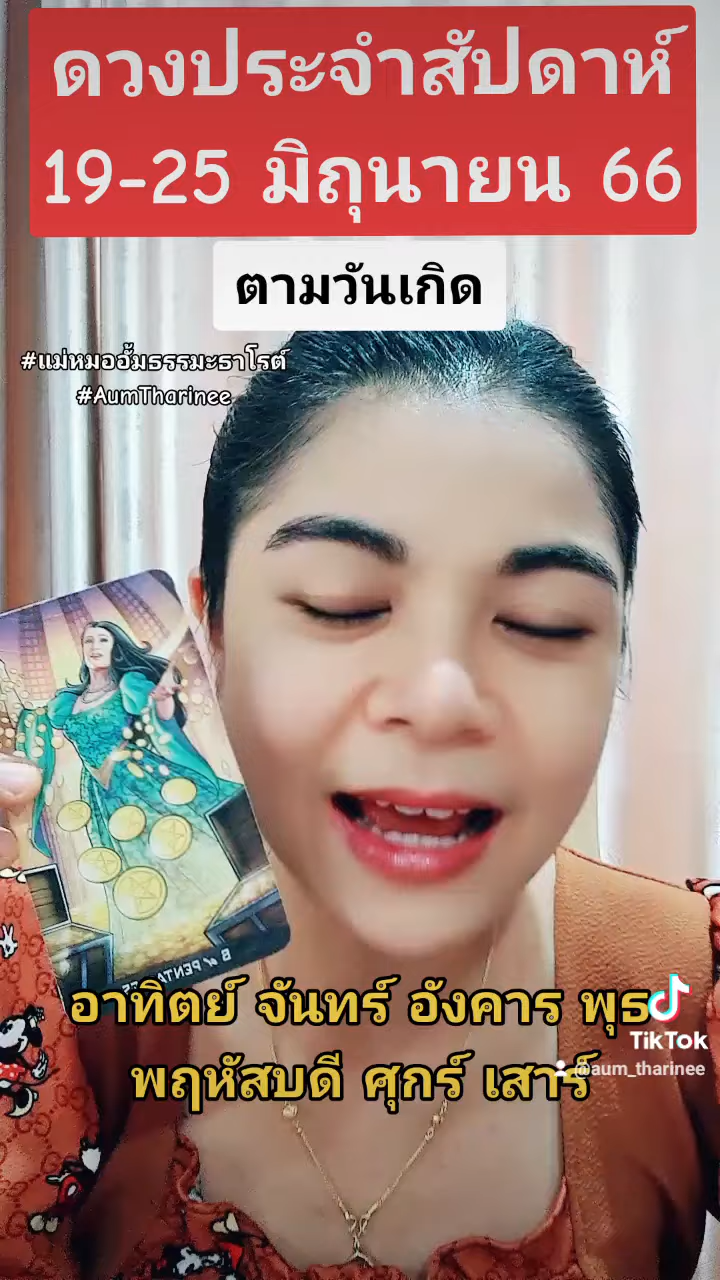 ดวงประจำสัปดาห์
19-25 มิถุนายน 66
ตามวันเกิด
#แม่หมออั้มธรรมะธาโรต์
#AumTharinee
8 of PENTA
อาทิตย์ จันทร์ อังคาร พุธ
TikTok
@aum_tharinee
พฤหัสบดี ศุกร์ เสาร์